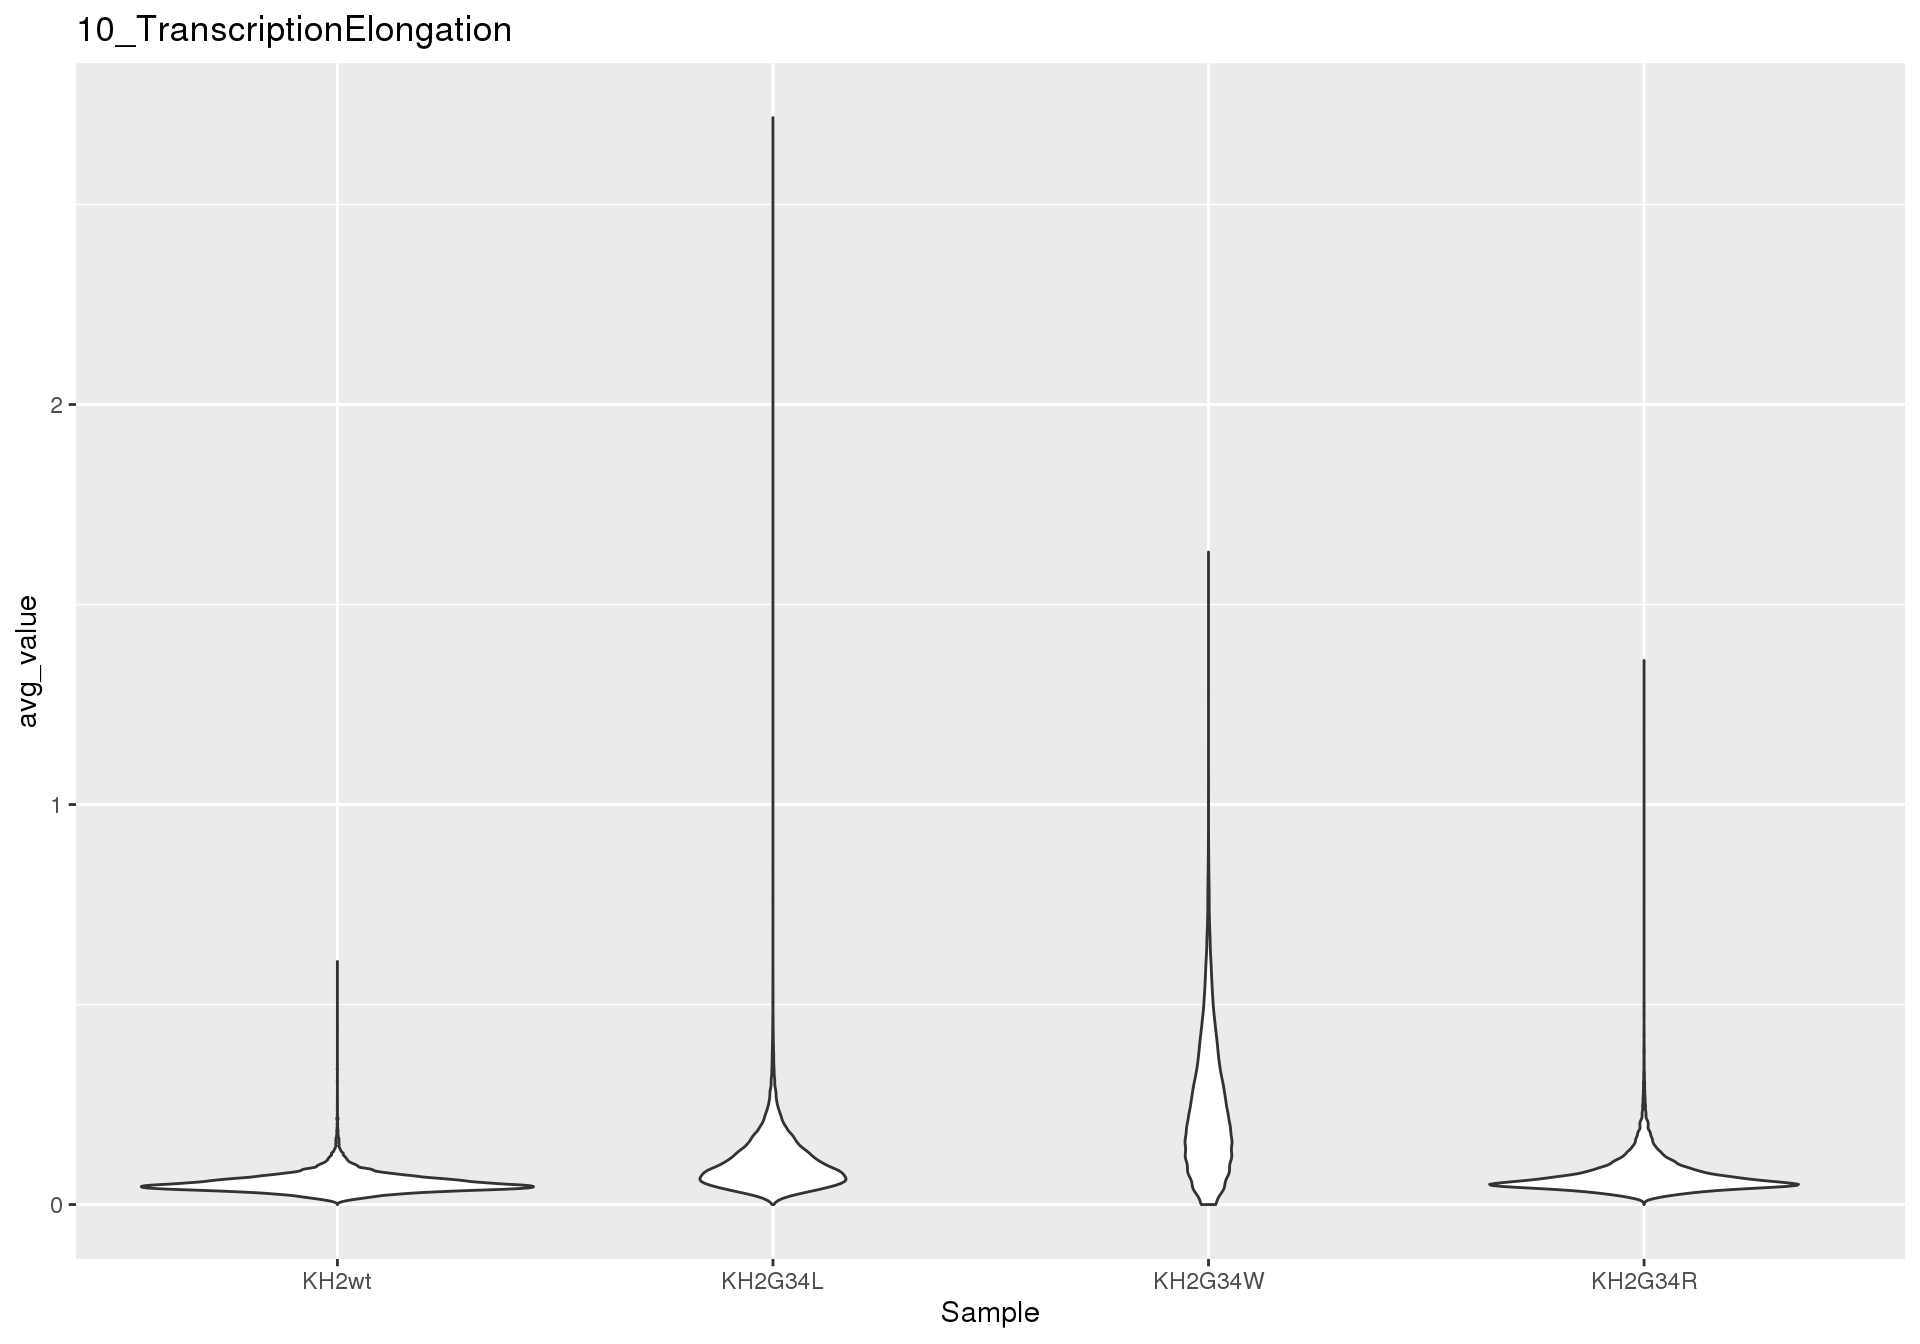 10_TranscriptionElongation
avg_value
2
1
0
KH2wt KH2G34L KH2G34W KH2G34R
Sample